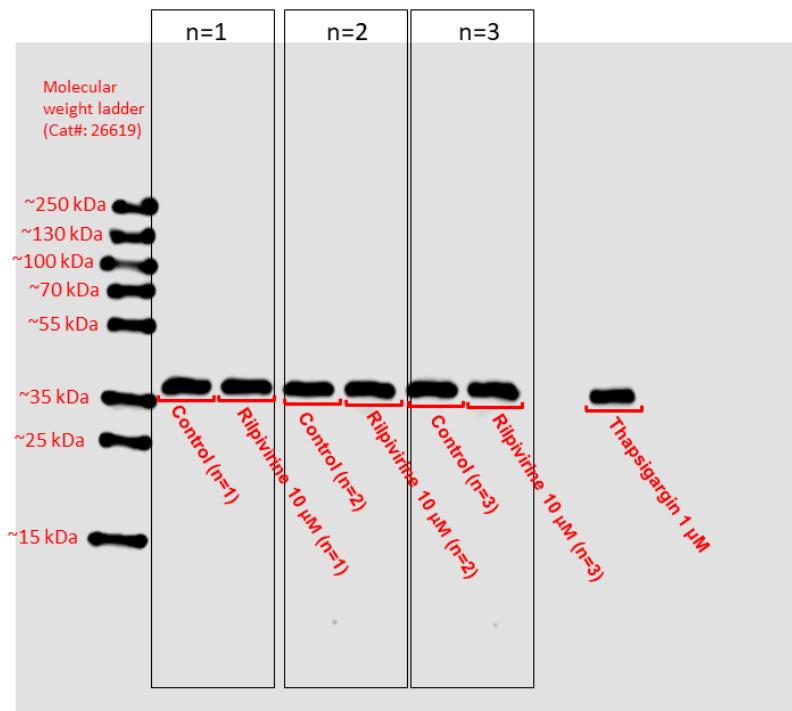 n=1
n=2
n=3
Molecular
weight ladder
(Cat#: 26619)
~250 kDa
~130 kDa
~100 kDa
~70 kDa
~55 kDa
~35 kDa
~25 kDa
~15 kDa
Control (n=1)
Rilpivirine 10 µM (n=1)
Control (n=2)
Rilpivirine 10 µM (n=2)
Control (n=3)
Rilpivirine 10 µM (n=3)
Thapsigargin 1 µM